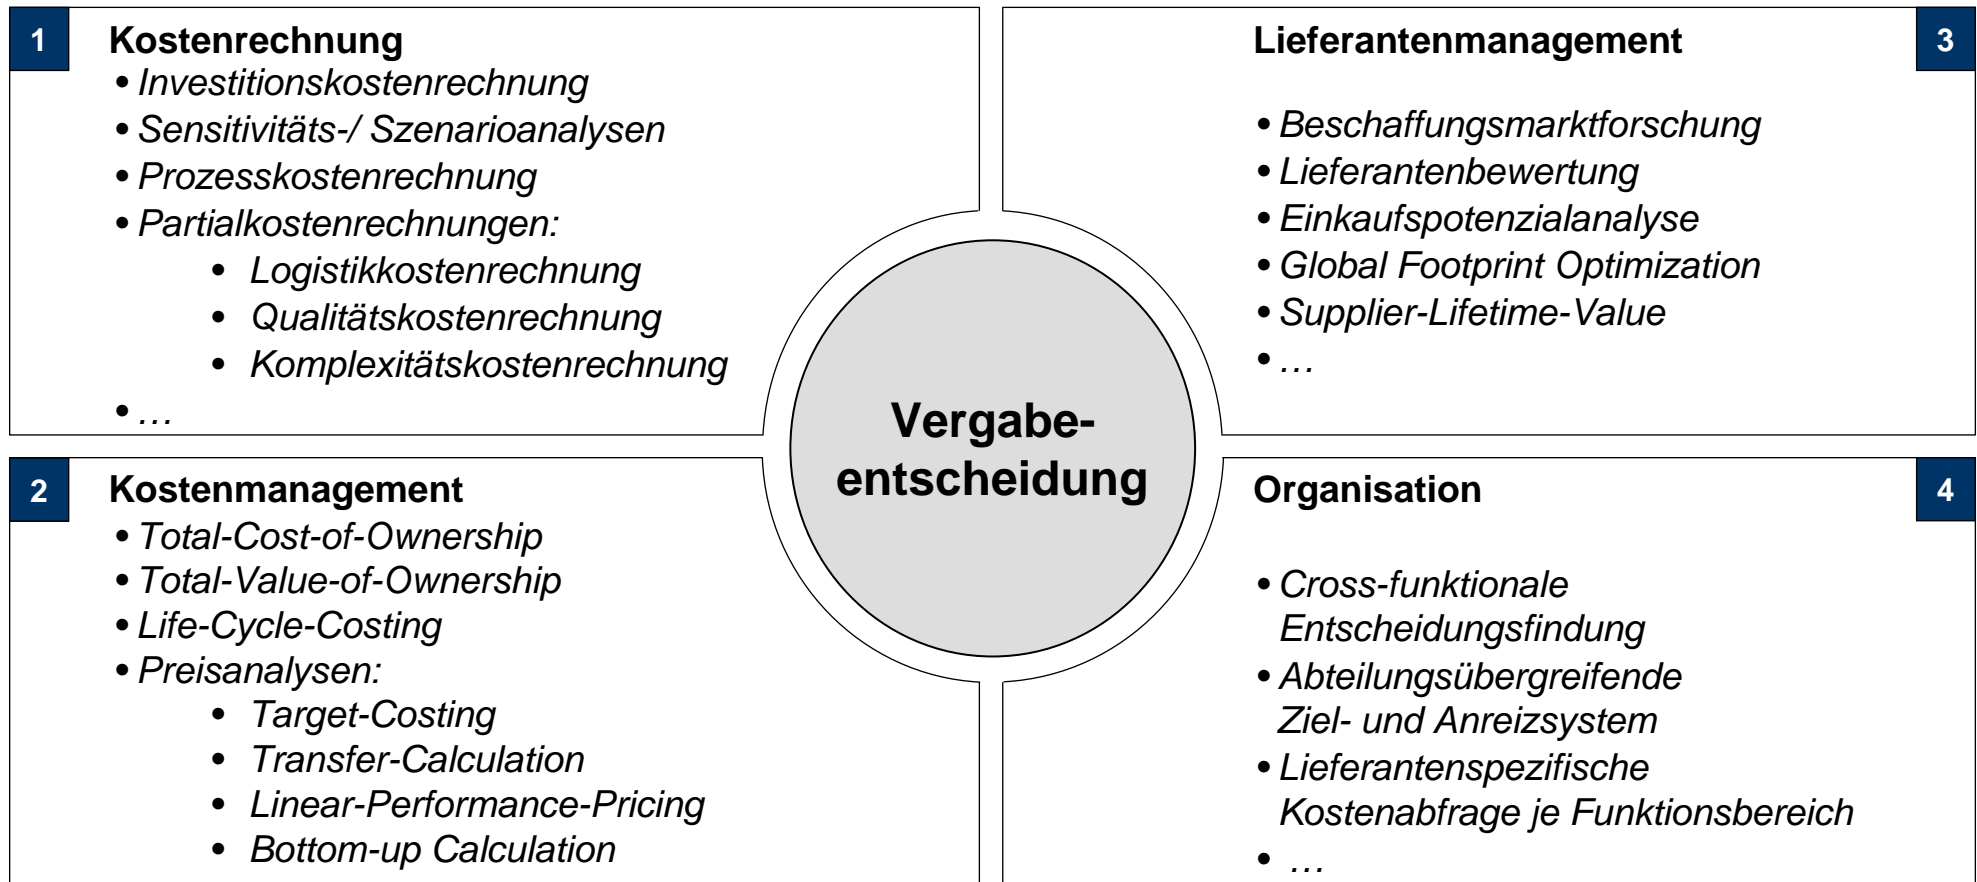 1
Kostenrechnung
• Investitionskostenrechnung
• Sensitivitäts-/ Szenarioanalysen
• Prozesskostenrechnung
• Partialkostenrechnungen:
• Logistikkostenrechnung
• Qualitätskostenrechnung
• Komplexitätskostenrechnung
• …
2
Kostenmanagement
• Total-Cost-of-Ownership
• Total-Value-of-Ownership
• Life-Cycle-Costing
• Preisanalysen:
• Target-Costing
• Transfer-Calculation
• Linear-Performance-Pricing
• Bottom-up Calculation
Vergabe-
entscheidung
Lieferantenmanagement
3
• Beschaffungsmarktforschung
• Lieferantenbewertung
• Einkaufspotenzialanalyse
• Global Footprint Optimization
• Supplier-Lifetime-Value
• …
Organisation
4
• Cross-funktionale
Entscheidungsfindung
• Abteilungsübergreifende
Ziel- und Anreizsystem
• Lieferantenspezifische
Kostenabfrage je Funktionsbereich
• …